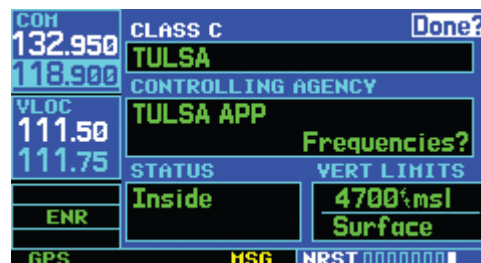 COM
132.950
118.900
VLOC
111.50
111.75
ENR
GPS
CLASS C
Done?
TULSA
CONTROLLING AGENCY
TULSA APP
Frequencies?
STATUS
VERT LIMITS
Inside
4700ft msl
Surface
MSG
NRST